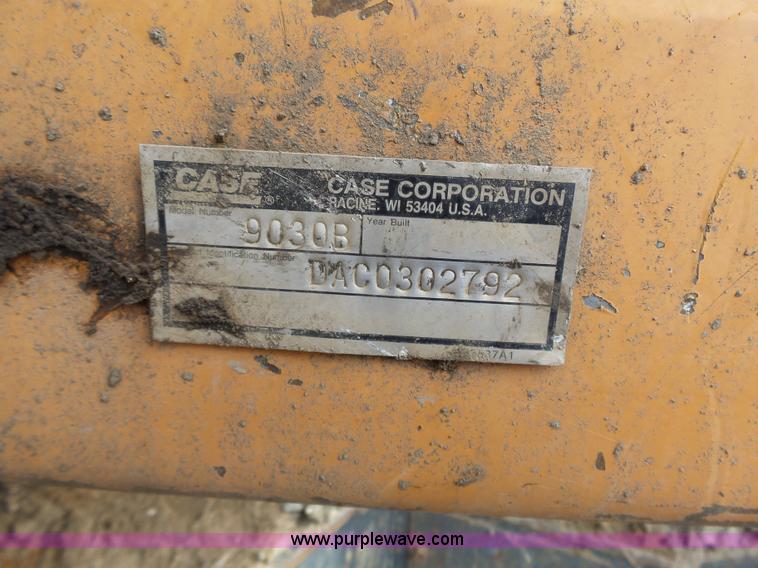 CASE ®
CASE CORPORATION
RACINE, WI 53404 U.S.A.
Model Number
9030B
Year Built
Identification Number
DAC0302792
www.purplewave.com